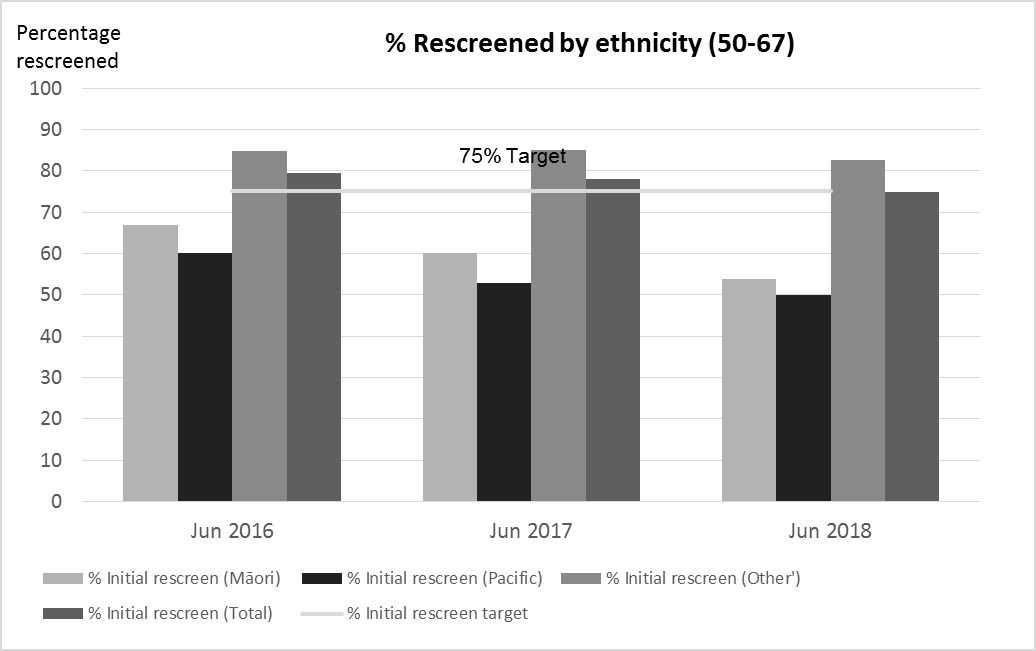 Percentage
rescreened
% Rescreened by ethnicity (50-67)
100
90
80
70
60
50
40
30
20
10
0
75% Target
Jun 2016
Jun 2017
Jun 2018
% Initial rescreen (Māori)
% Initial rescreen (Pacific)
% Initial rescreen (Other')
% Initial rescreen (Total)
% Initial rescreen target